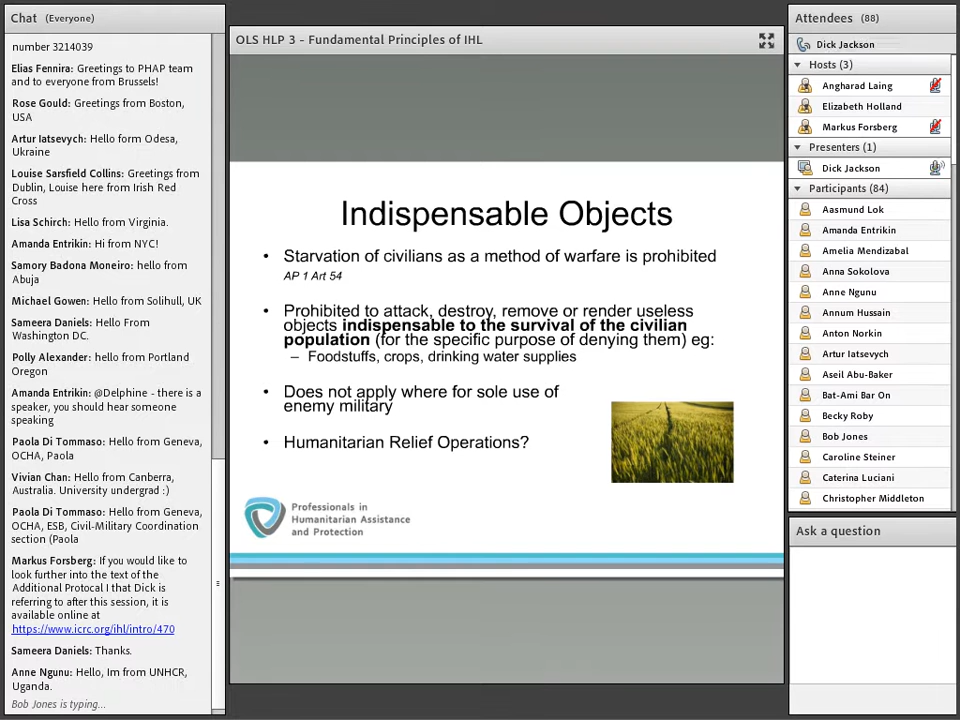 Chat (Everyone)
number 3214039
Elias Fennira: Greetings to PHAP team
and to everyone from Brussels!
Rose Gould: Greetings from Boston,
USA
Artur Iatsevych: Hello form Odesa,
Ukraine
Louise Sarsfield Collins: Greetings from
Dublin, Louise here from Irish Red
Cross
Lisa Schirch: Hello from Virginia.
Amanda Entrikin: Hi from NYC!
Samory Badona Moneiro: hello from
Abuja
Michael Gowen: Hello from Solihull, UK
Sameera Daniels: Hello From
Washington DC.
Polly Alexander: hello from Portland
Oregon
Amanda Entrikin: @Delphine - there is a
speaker, you should hear someone
speaking
Paola Di Tommaso: Hello from Geneva,
OCHA, Paola
Vivian Chan: Hello from Canberra,
Australia. University undergrad :)
Paola Di Tommaso: Hello from Geneva,
OCHA, ESB, Civil-Military Coordination
section (Paola
Markus Forsberg: If you would like to
look further into the text of the
Additional Protocal I that Dick is
referring to after this session, it is
available online at
https://www.icrc.org/ihl/intro/470
Sameera Daniels: Thanks.
Anne Ngunu: Hello, Im from UNHCR,
Uganda.
Bob Jones is typing...
OLS HLP 3 - Fundamental Principles of IHL
Indispensable Objects
• Starvation of civilians as a method of warfare is prohibited
AP 1 Art 54
• Prohibited to attack, destroy, remove or render useless
objects indispensable to the survival of the civilian
population (for the specific purpose of denying them) eg:
– Foodstuffs, crops, drinking water supplies
• Does not apply where for sole use of
enemy military
• Humanitarian Relief Operations?
Professionals in
Humanitarian Assistance
and Protection
Attendees (88)
Dick Jackson
Hosts (3)
Angharad Laing
Elizabeth Holland
Markus Forsberg
Presenters (1)
Dick Jackson
Participants (84)
Aasmund Lok
Amanda Entrikin
Amelia Mendizabal
Anna Sokolova
Anne Ngunu
Annum Hussain
Anton Norkin
Artur Iatsevych
Aseil Abu-Baker
Bat-Ami Bar On
Becky Roby
Bob Jones
Caroline Steiner
Caterina Luciani
Christopher Middleton
Ask a question